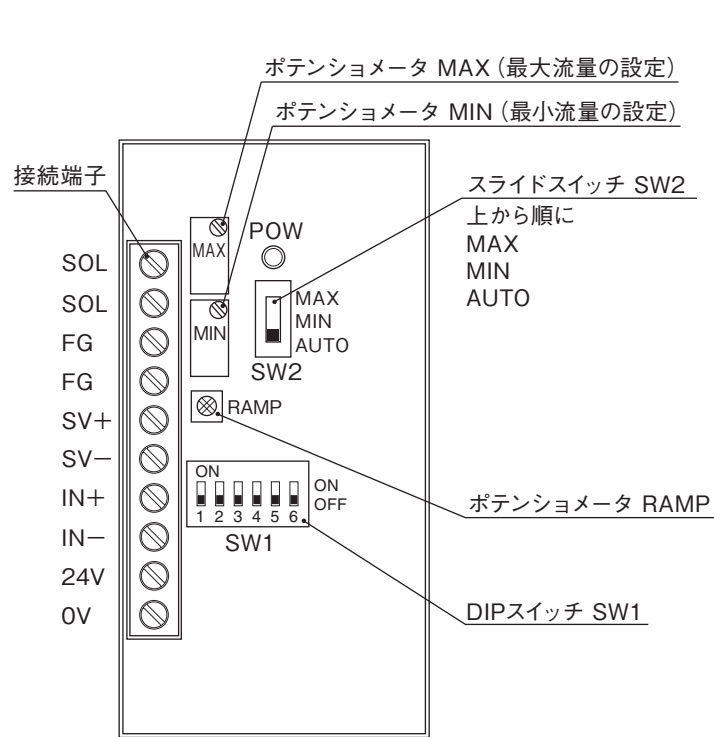 ポテンショメータ MAX（最大流量の設定）
ポテンショメータ MIN（最小流量の設定）
接続端子
スライドスイッチ SW2
上から順に
MAX
MIN
AUTO
SOL
SOL
FG
FG
SV＋
SV－
IN＋
IN－
24V
0V
MAX
MIN
POW
MAX
MIN
AUTO
SW2
RAMP
ON
1 2 3 4 5 6
ON
OFF
SW1
ポテンショメータ RAMP
DIPスイッチ SW1